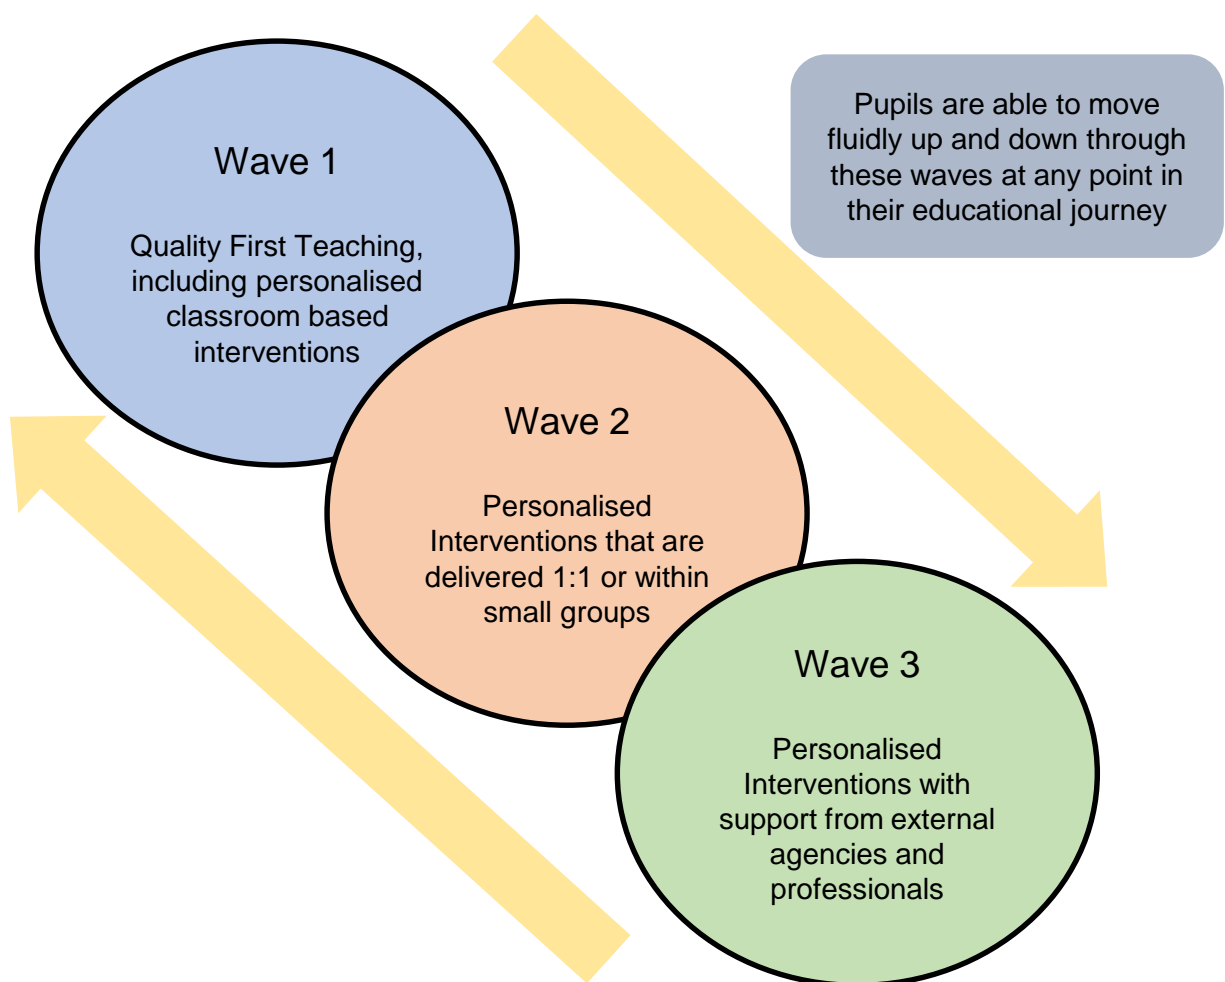 Wave 1
Quality First Teaching,
including personalised
classroom based
interventions
Pupils are able to move
fluidly up and down through
these waves at any point in
their educational journey
Wave 2
Personalised
Interventions that are
delivered 1:1 or within
small groups
Wave 3
Personalised
Interventions with
support from external
agencies and
professionals